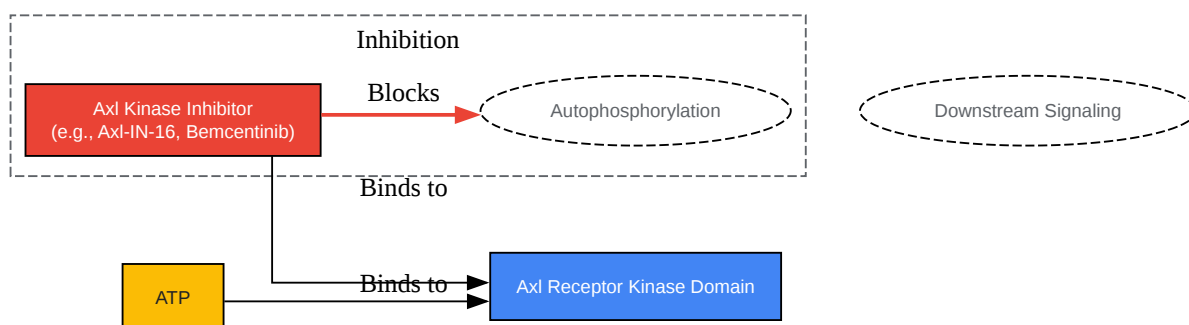 Inhibition
Axl Kinase Inhibitor
(e.g., Axl-IN-16, Bemcentinib)
Blocks
Autophosphorylation
Downstream Signaling
Binds to
ATP
Binds to
Axl Receptor Kinase Domain